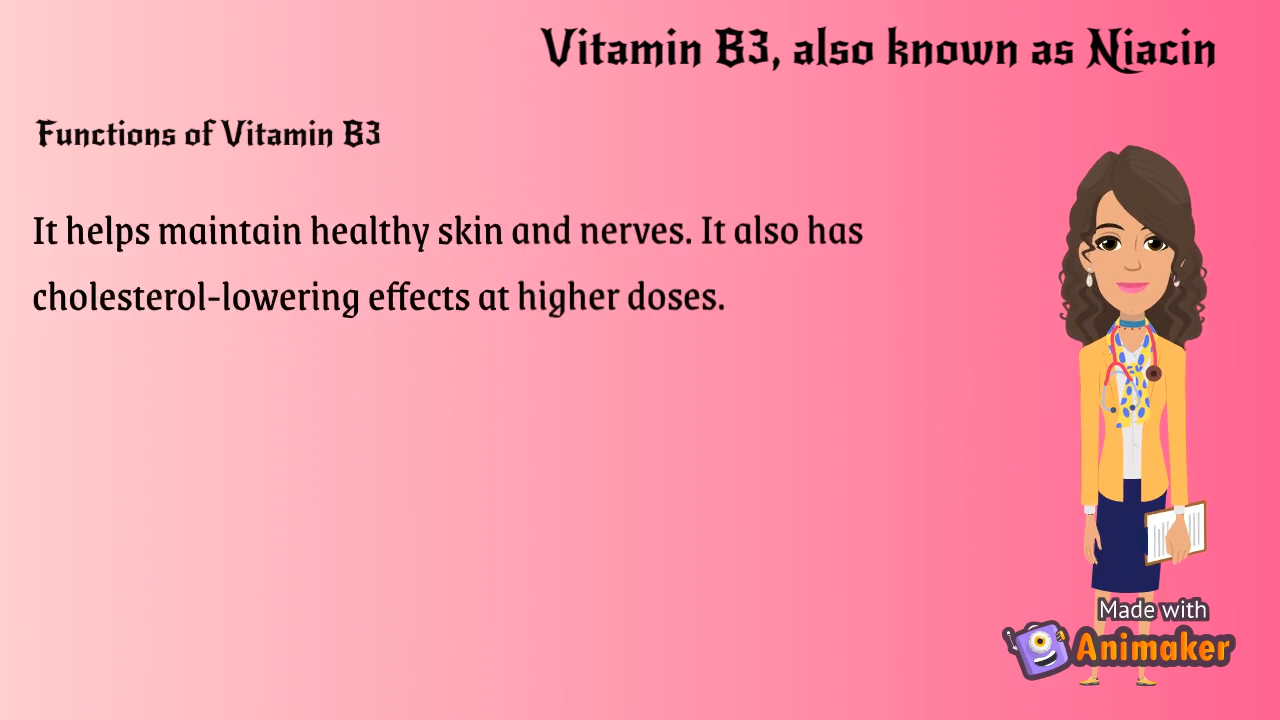 Vitamin B3, also known as Niacin
Functions of Vitamin B3
It helps maintain healthy skin and nerves. It also has
cholesterol-lowering effects at higher doses.
Made with
Animaker